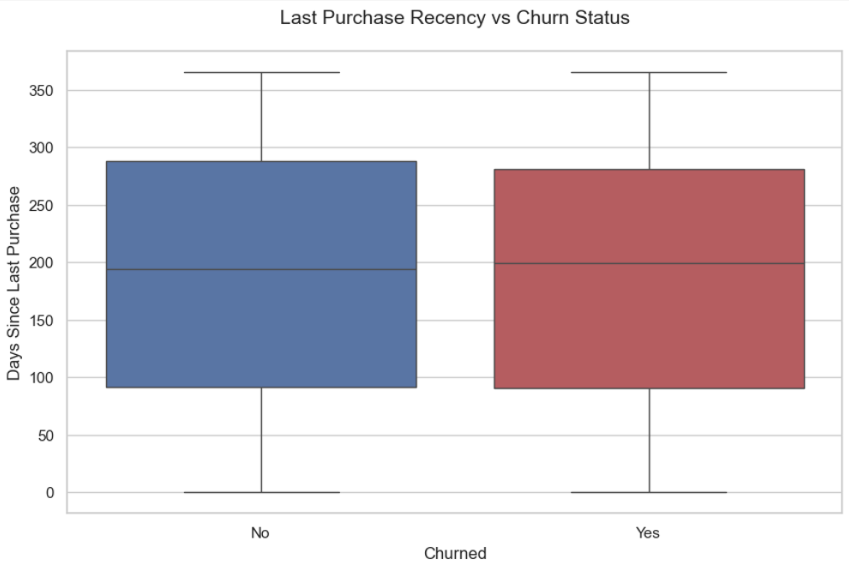 Last Purchase Recency vs Churn Status
Days Since Last Purchase
350
300
250
200
150
100
50
0
No
Yes
Churned